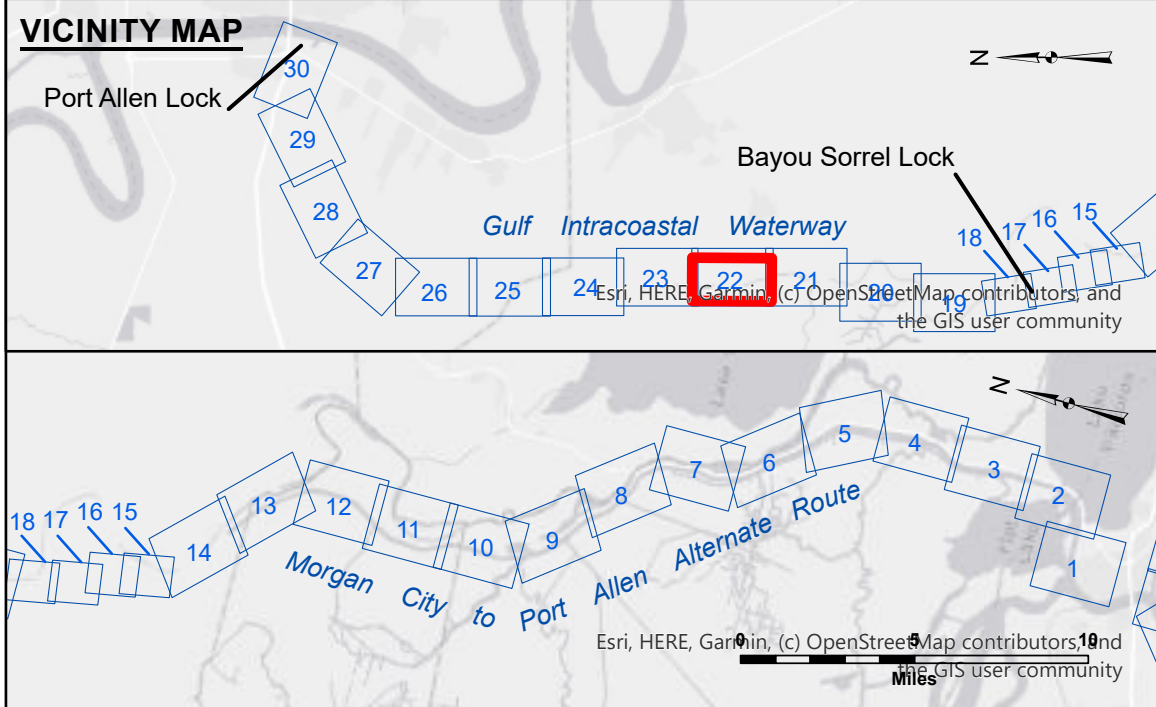 VICINITY MAP
N
30
Port Allen Lock
29
Bayou Sorrel Lock
28
Gulf Intracoastal Waterway
18 17 16 15
27
26 25 24 23 22 21 20 19
Esri, HERE, Garmin, (c) OpenStreetMap contributors, and
the GIS user community
N
5
4
7 6
3
8
2
13 12
18 17 16 15
11
14 10 9
1
Morgan City to Port Allen Alternate Route
Esri, HERE, Garmin, (c) OpenStreetMap contributors, and
0 5 10
the GIS user community
Miles